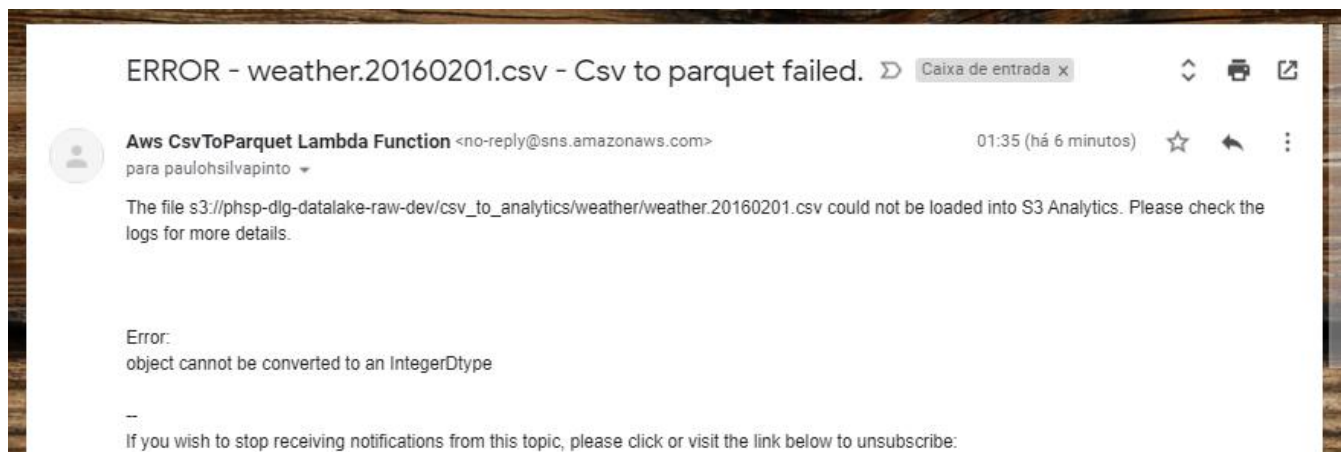 ERROR - weather.20160201.csv - Csv to parquet failed. Caixa de entrada x
Aws CsvToParquet Lambda Function <no-reply@sns.amazonaws.com> 01:35 (há 6 minutos)
para paulohsilvapinto
The file s3://phsp-dlg-datalake-raw-dev/csv_to_analytics/weather/weather.20160201.csv could not be loaded into S3 Analytics. Please check the
logs for more details.
Error:
object cannot be converted to an IntegerDtype
--
If you wish to stop receiving notifications from this topic, please click or visit the link below to unsubscribe: